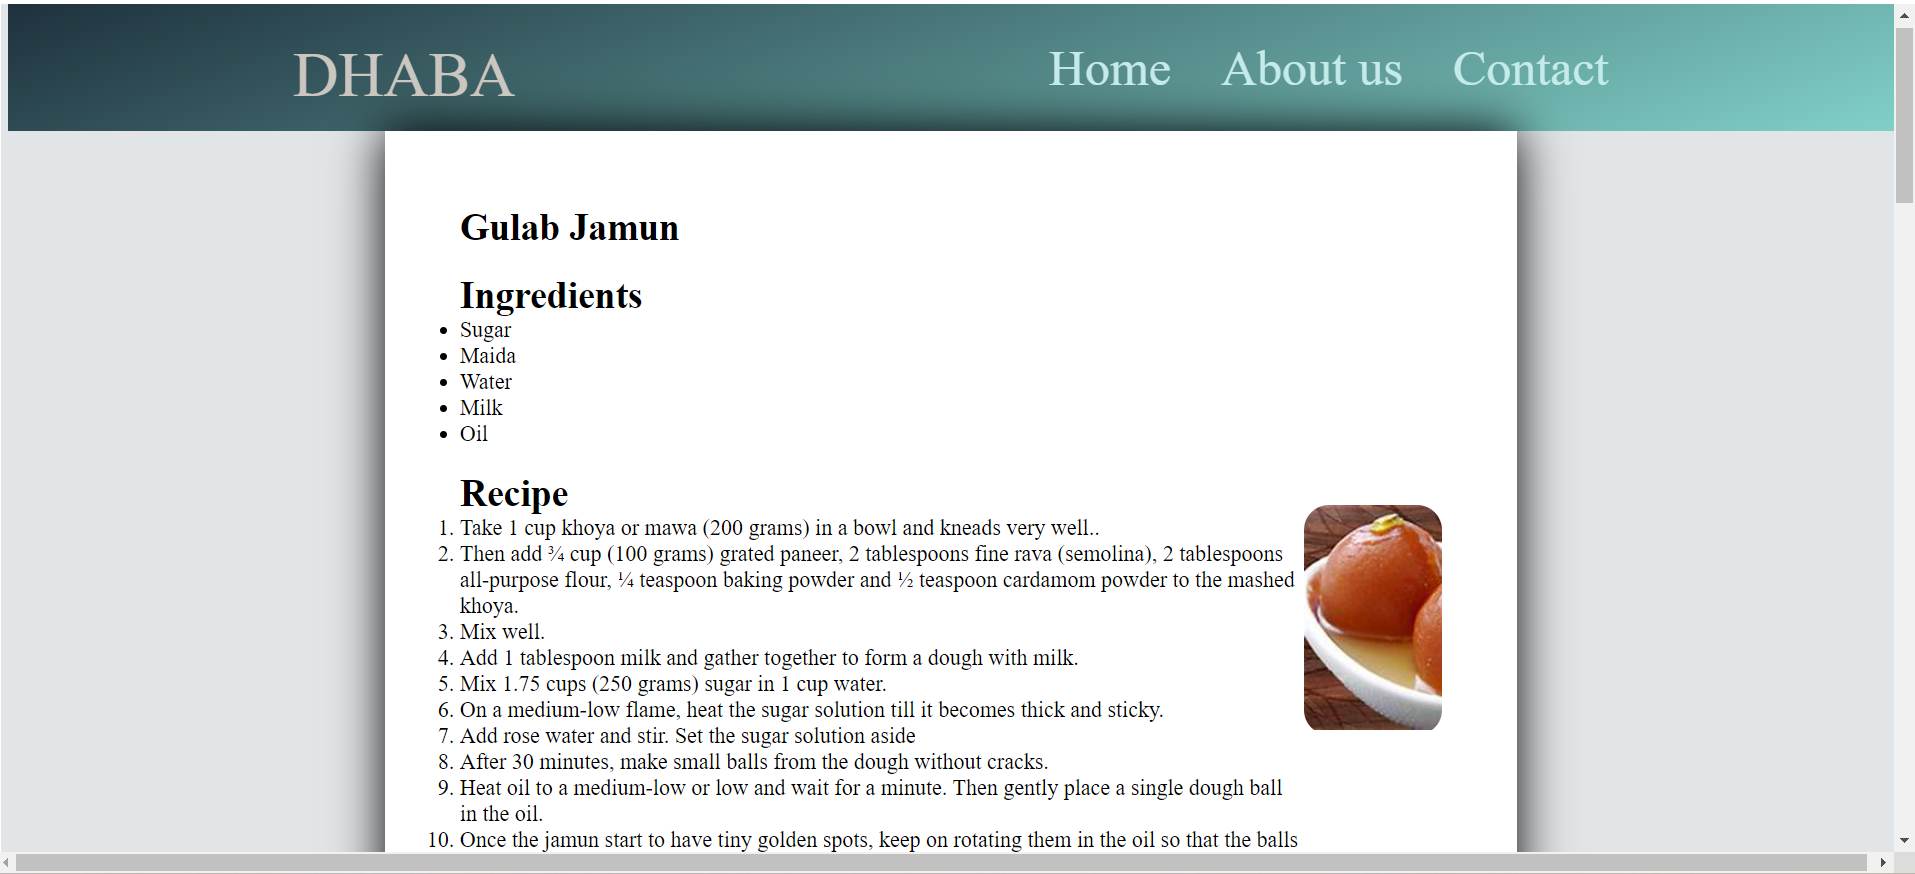 DHABA
Home About us Contact
Gulab Jamun
Ingredients
• Sugar
• Maida
• Water
• Milk
• Oil
Recipe
1. Take 1 cup khoya or mawa (200 grams) in a bowl and kneads very well..
2. Then add ¾ cup (100 grams) grated paneer, 2 tablespoons fine rava (semolina), 2 tablespoons
all-purpose flour, ¼ teaspoon baking powder and ½ teaspoon cardamom powder to the mashed
khoya.
3. Mix well.
4. Add 1 tablespoon milk and gather together to form a dough with milk.
5. Mix 1.75 cups (250 grams) sugar in 1 cup water.
6. On a medium-low flame, heat the sugar solution till it becomes thick and sticky.
7. Add rose water and stir. Set the sugar solution aside
8. After 30 minutes, make small balls from the dough without cracks.
9. Heat oil to a medium-low or low and wait for a minute. Then gently place a single dough ball
in the oil.
10. Once the jamun start to have tiny golden spots, keep on rotating them in the oil so that the balls